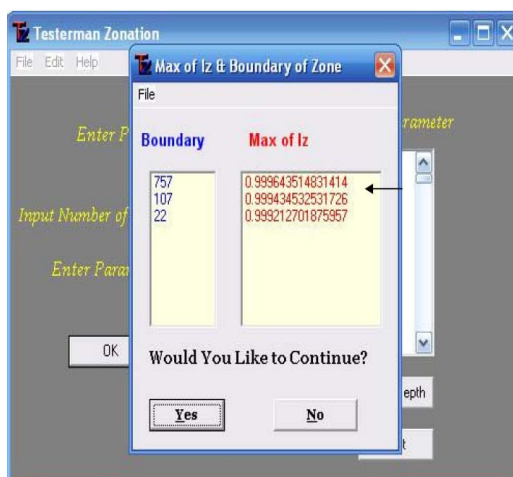 Testerman Zonation
File Edit Help
Max of Iz & Boundary of Zone
File
Enter P
rameter
Boundary Max of Iz
757 0.999643514831414
107 0.999434532531726
22 0.999212701875957
Input Number of
Enter Para
OK
Would You Like to Continue?
epth
Yes No
t